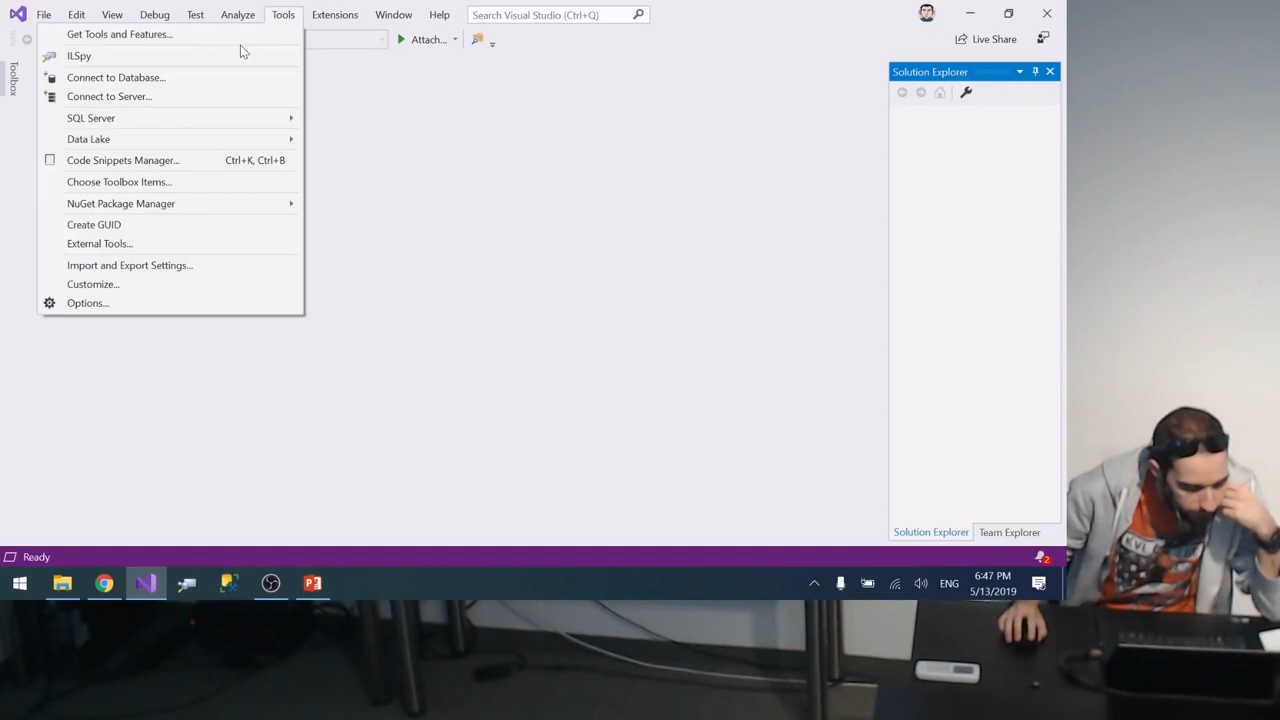 File Edit View Debug Test Analyze Tools Extensions Window Help Search Visual Studio (Ctrl+Q)
Get Tools and Features...
Attach...
Live Share
ILSpy
Toolbox
Solution Explorer
Connect to Database...
Connect to Server...
SQL Server
Data Lake
Code Snippets Manager... Ctrl+K, Ctrl+B
Choose Toolbox Items...
NuGet Package Manager
Create GUID
External Tools...
Import and Export Settings...
Customize...
Options...
Solution Explorer Team Explorer
Ready
2
ENG
6:47 PM
5/13/2019
2